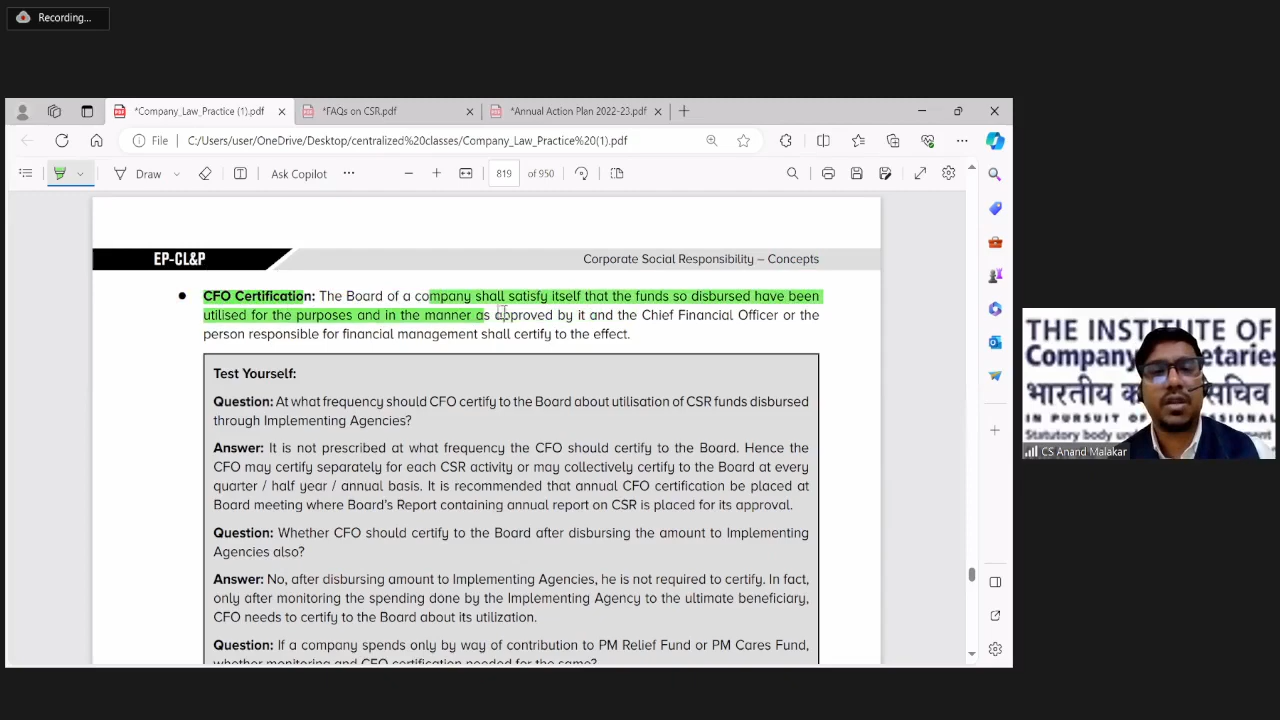 Recording...
*Company_Law_Practice (1).pdf
*FAQs on CSR.pdf
*Annual Action Plan 2022-23.pdf
File
C:/Users/user/OneDrive/Desktop/centralized%20classes/Company_Law_Practice%20(1).pdf
Draw
Ask Copilot
819 of 950
EP-CL&P
Corporate Social Responsibility – Concepts
● CFO Certification: The Board of a company shall satisfy itself that the funds so disbursed have been
utilised for the purposes and in the manner as approved by it and the Chief Financial Officer or the
person responsible for financial management shall certify to the effect.
Test Yourself:
Question: At what frequency should CFO certify to the Board about utilisation of CSR funds disbursed
through Implementing Agencies?
Answer: It is not prescribed at what frequency the CFO should certify to the Board. Hence the
CFO may certify separately for each CSR activity or may collectively certify to the Board at every
quarter / half year / annual basis. It is recommended that annual CFO certification be placed at
Board meeting where Board's Report containing annual report on CSR is placed for its approval.
Question: Whether CFO should certify to the Board after disbursing the amount to Implementing
Agencies also?
Answer: No, after disbursing amount to Implementing Agencies, he is not required to certify. In fact,
only after monitoring the spending done by the Implementing Agency to the ultimate beneficiary,
CFO needs to certify to the Board about its utilization.
Question: If a company spends only by way of contribution to PM Relief Fund or PM Cares Fund,
whether monitoring and CFO certification needed for the same?
THE INSTITUTE OF
Company
भारतीय
सचिव
IN PURSUIT OF
Statutory body
CS Anand Malakar